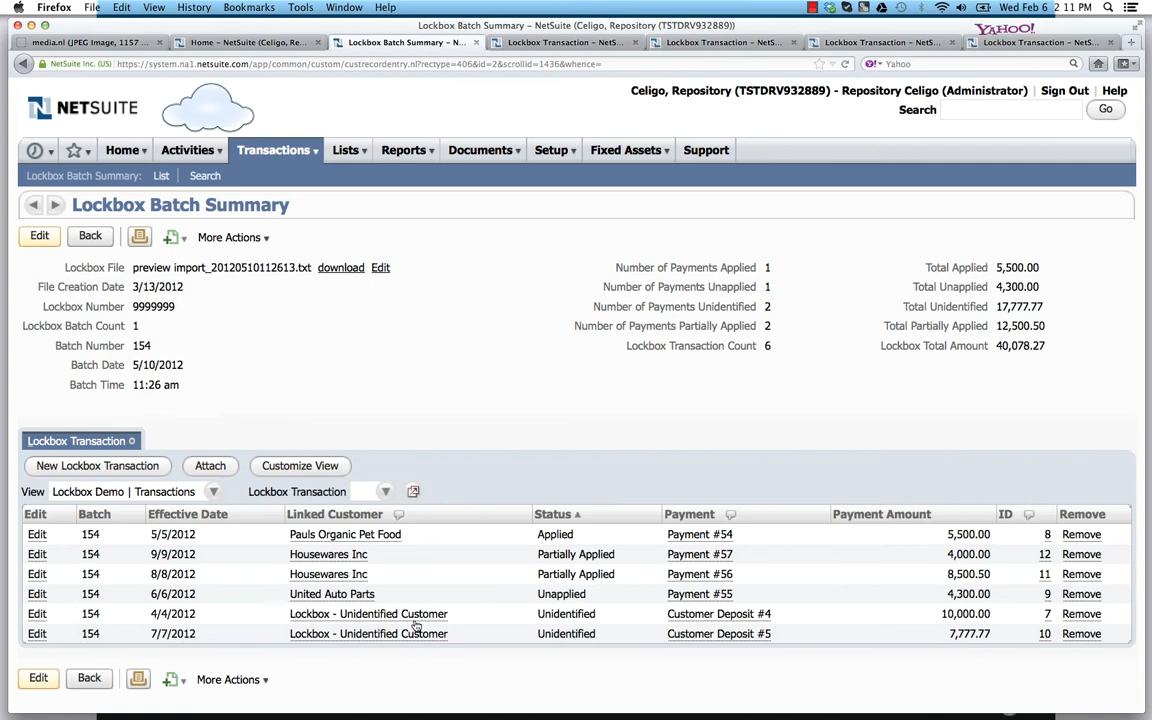 Firefox File Edit View History Bookmarks Tools Window Help Wed Feb 6 2 11 PM
Lockbox Batch Summary - NetSuite (Celigo, Repository (TSTDRV932889))
media.nl (JPEG Image, 1157 ... Home - NetSuite (Celigo, Re... Lockbox Batch Summary - N... Lockbox Transaction - NetS... Lockbox Transaction - NetS... Lockbox Transaction - NetS... Lockbox Transaction - NetS...
YAHOO!
NetSuite Inc. (US) https://system.na1.netsuite.com/app/common/custom/custrecordentry.nl?rectype=406&id=2&scrollid=1436&whence= Yahoo
NETSUITE
Celigo, Repository (TSTDRV932889) - Repository Celigo (Administrator) | Sign Out | Help
Search Go
Home Activities Transactions Lists Reports Documents Setup Fixed Assets Support
Lockbox Batch Summary: List Search
Lockbox Batch Summary
Edit Back More Actions
Lockbox File preview import_20120510112613.txt download Edit Number of Payments Applied 1 Total Applied 5,500.00
File Creation Date 3/13/2012 Number of Payments Unapplied 1 Total Unapplied 4,300.00
Lockbox Number 9999999 Number of Payments Unidentified 2 Total Unidentified 17,777.77
Lockbox Batch Count 1 Number of Payments Partially Applied 2 Total Partially Applied 12,500.50
Batch Number 154 Lockbox Transaction Count 6 Lockbox Total Amount 40,078.27
Batch Date 5/10/2012
Batch Time 11:26 am
Lockbox Transaction
New Lockbox Transaction Attach Customize View
View Lockbox Demo | Transactions Lockbox Transaction
Edit Batch Effective Date Linked Customer Status Payment Payment Amount ID Remove
Edit 154 5/5/2012 Pauls Organic Pet Food Applied Payment #54 5,500.00 8 Remove
Edit 154 9/9/2012 Housewares Inc Partially Applied Payment #57 4,000.00 12 Remove
Edit 154 8/8/2012 Housewares Inc Partially Applied Payment #56 8,500.50 11 Remove
Edit 154 6/6/2012 United Auto Parts Unapplied Payment #55 4,300.00 9 Remove
Edit 154 4/4/2012 Lockbox - Unidentified Customer Unidentified Customer Deposit #4 10,000.00 7 Remove
Edit 154 7/7/2012 Lockbox - Unidentified Customer Unidentified Customer Deposit #5 7,777.77 10 Remove
Edit Back More Actions